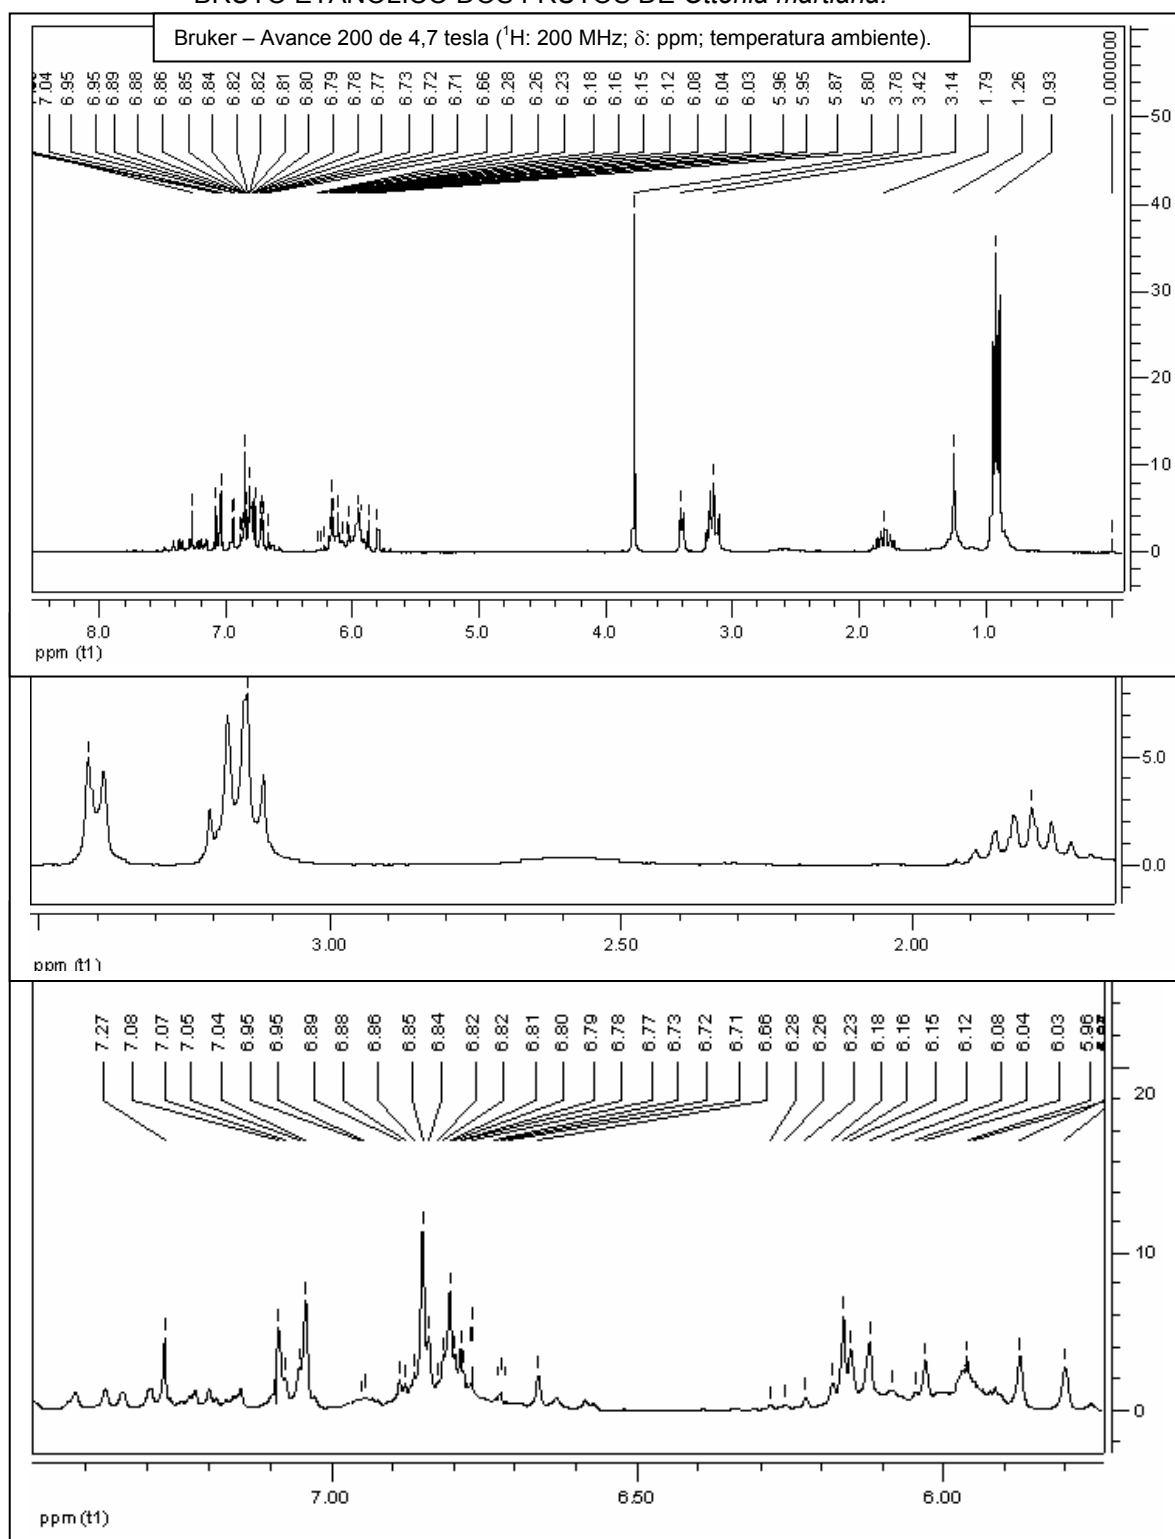 BRUTO ETANÓLICO DOS FRUTOS DE Ottonia martiana.
Bruker – Avance 200 de 4,7 tesla (¹H: 200 MHz; δ: ppm; temperatura ambiente).
7.04 6.95 6.95 6.89 6.88 6.86 6.85 6.84 6.82 6.82 6.81 6.80 6.79 6.78 6.77 6.73 6.72 6.71 6.66 6.28 6.26 6.23 6.18 6.16 6.15 6.12 6.08 6.04 6.03 5.96 5.95 5.87 5.80 3.78 3.42 3.14 1.79 1.26 0.93 0.0000000
50
40
30
20
10
0
8.0 7.0 6.0 5.0 4.0 3.0 2.0 1.0
ppm (t1)
5.0
0.0
3.00 2.50 2.00
ppm (t1)
7.27 7.08 7.07 7.05 7.04 6.95 6.95 6.89 6.88 6.86 6.85 6.84 6.82 6.82 6.81 6.80 6.79 6.78 6.77 6.73 6.72 6.71 6.66 6.28 6.26 6.23 6.18 6.16 6.15 6.12 6.08 6.04 6.03 5.96
20
10
0
7.00 6.50 6.00
ppm (t1)